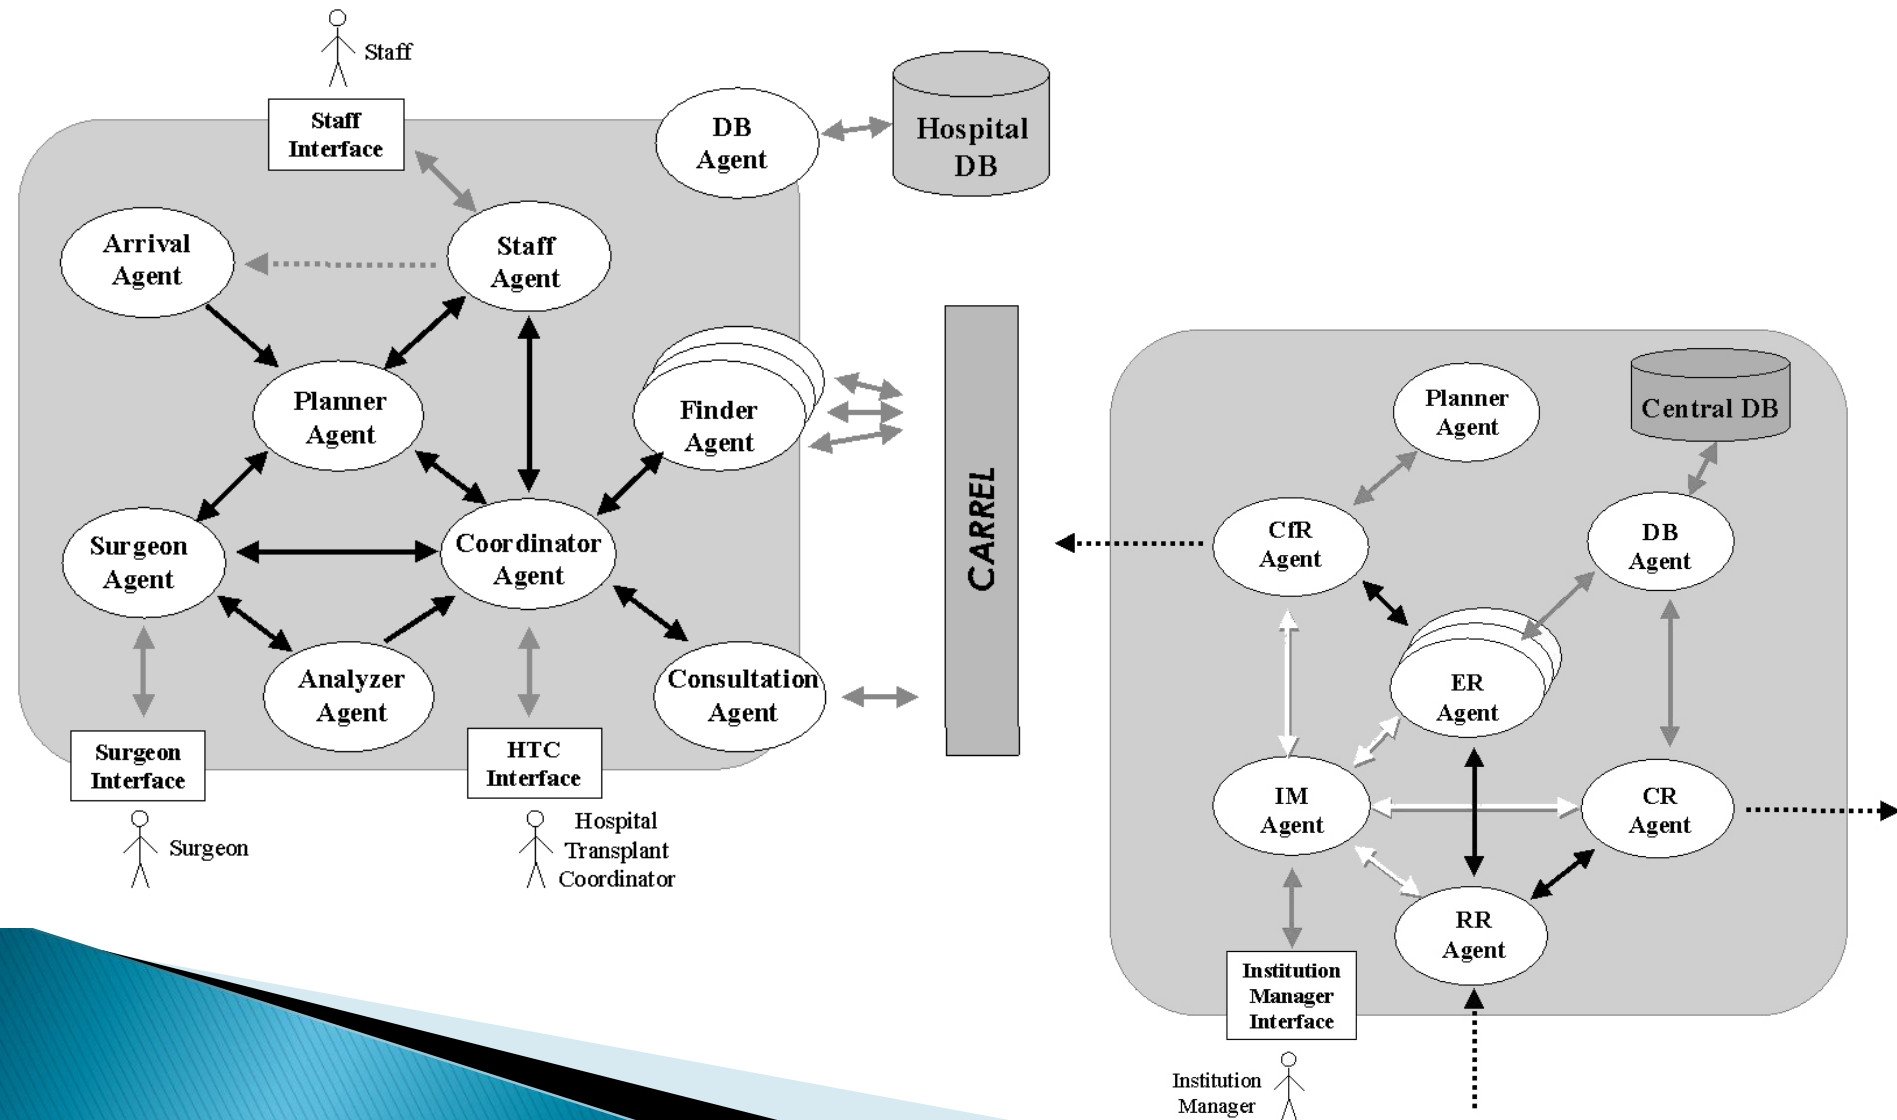 Staff
Staff
Interface
DB
Agent
Hospital
DB
Arrival
Agent
Staff
Agent
Planner
Agent
Finder
Agent
Surgeon
Agent
Coordinator
Agent
Analyzer
Agent
Consultation
Agent
Surgeon
Interface
HTC
Interface
Surgeon
Hospital
Transplant
Coordinator
CARREL
Planner
Agent
Central DB
CfR
Agent
DB
Agent
ER
Agent
IM
Agent
CR
Agent
RR
Agent
Institution
Manager
Interface
Institution
Manager